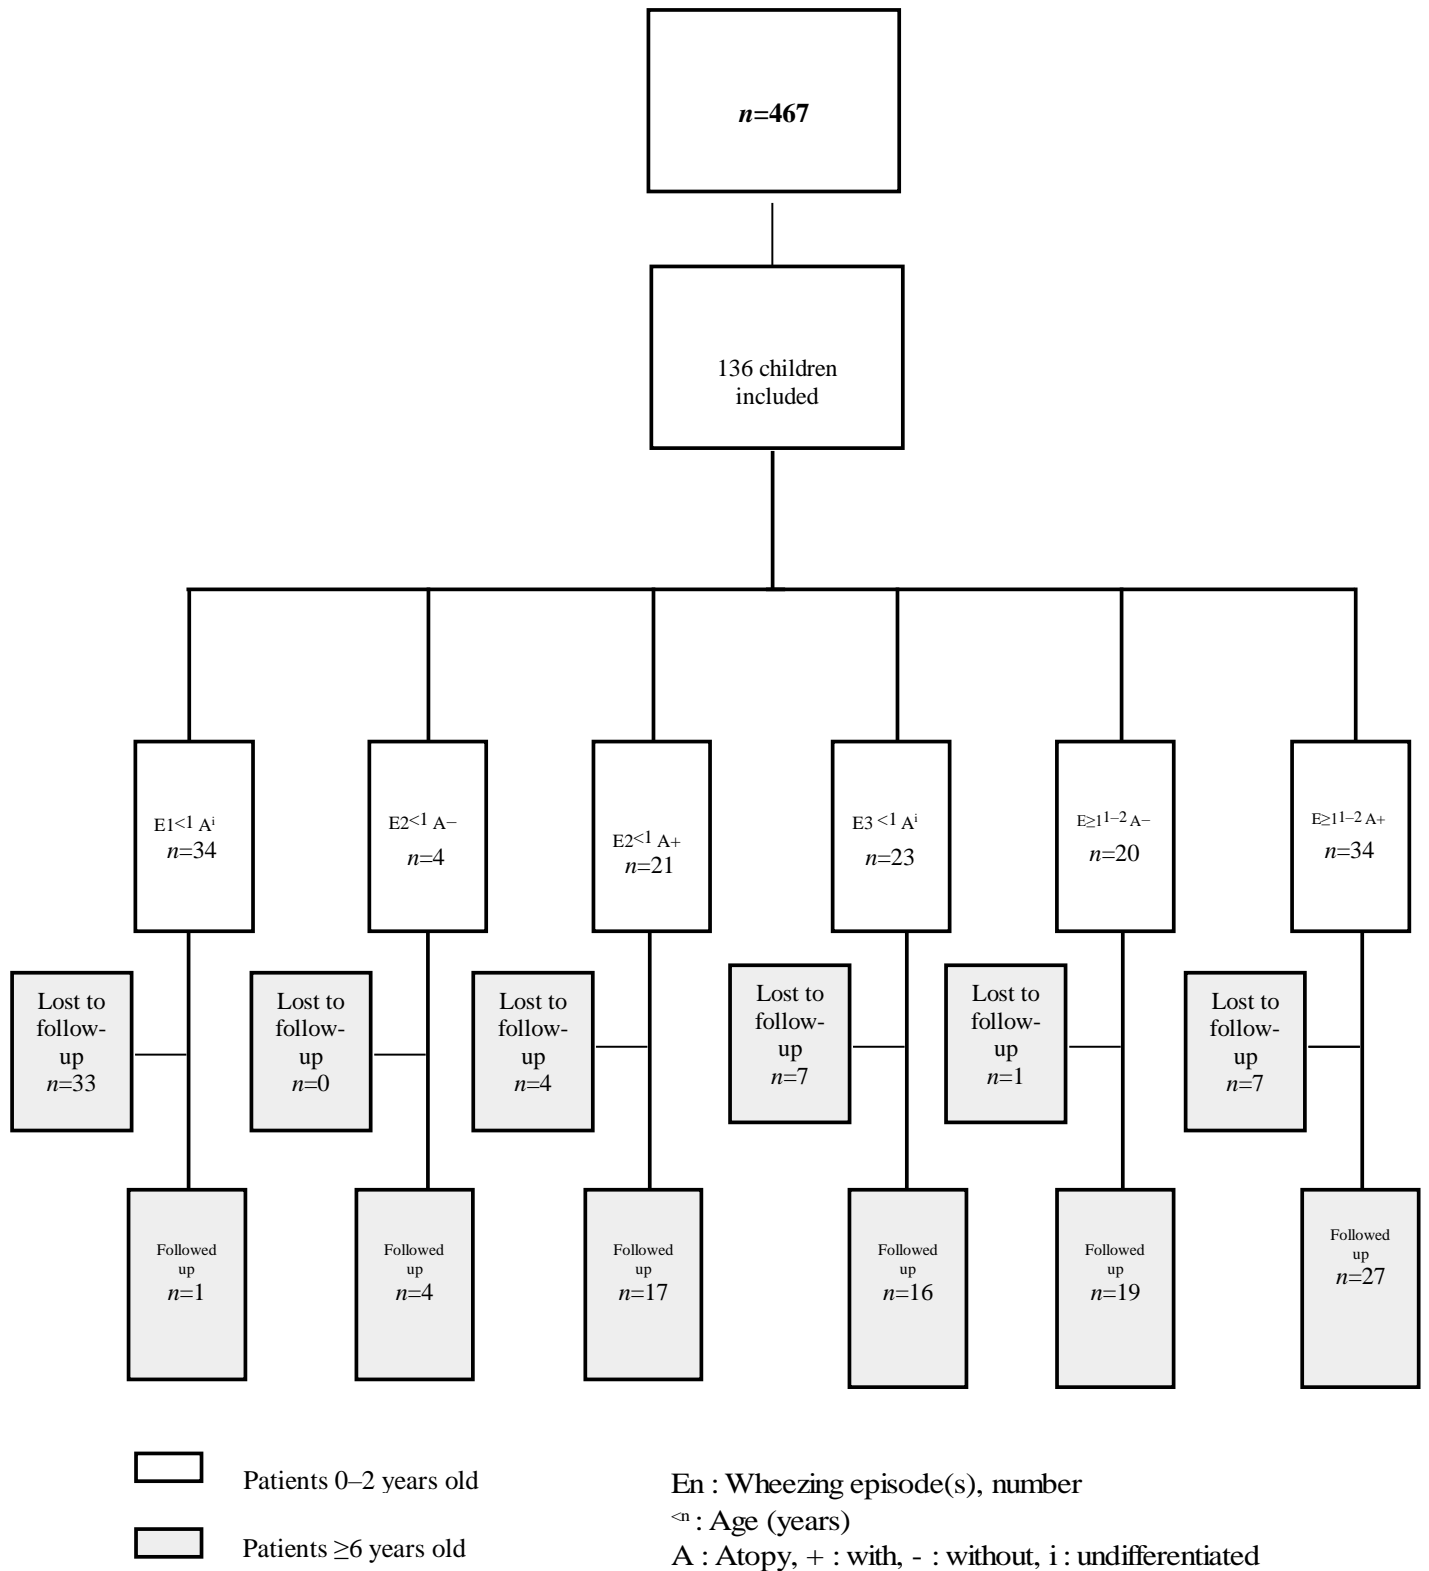 n=467
136 children
included
E1<1 Aⁱ
n=34
E2<1 A−
n=4
E2<1 A+
n=21
E3 <1 Aⁱ
n=23
E≥1¹⁻² A−
n=20
E≥1¹⁻² A+
n=34
Lost to
follow-
up
n=33
Lost to
follow-
up
n=0
Lost to
follow-
up
n=4
Lost to
follow-
up
n=7
Lost to
follow-
up
n=1
Lost to
follow-
up
n=7
Followed
up
n=1
Followed
up
n=4
Followed
up
n=17
Followed
up
n=16
Followed
up
n=19
Followed
up
n=27
Patients 0–2 years old
Patients ≥6 years old
En : Wheezing episode(s), number
<n : Age (years)
A : Atopy, + : with, - : without, i : undifferentiated